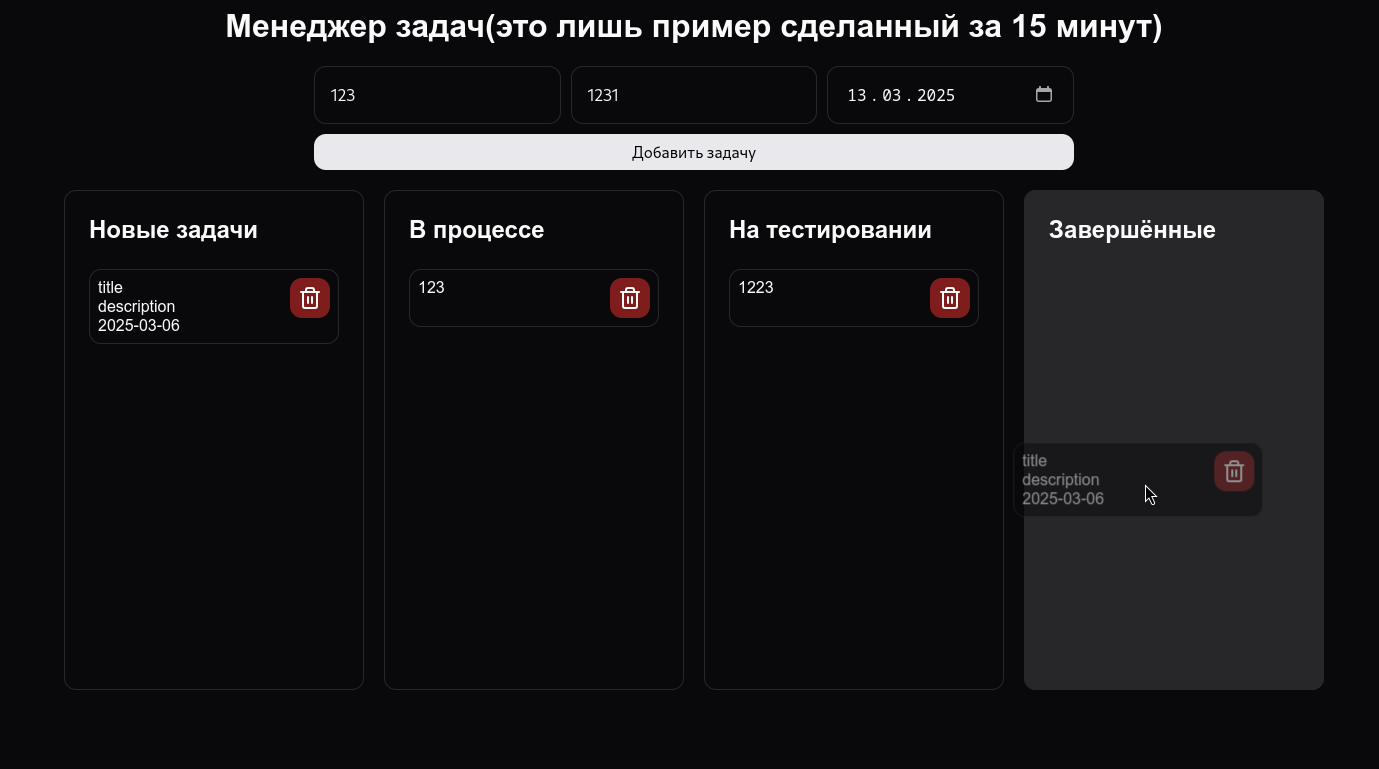 Менеджер задач(это лишь пример сделанный за 15 минут)
123
1231
13.03.2025
Добавить задачу
Новые задачи
title
description
2025-03-06
В процессе
123
На тестировании
1223
Завершённые
title
description
2025-03-06